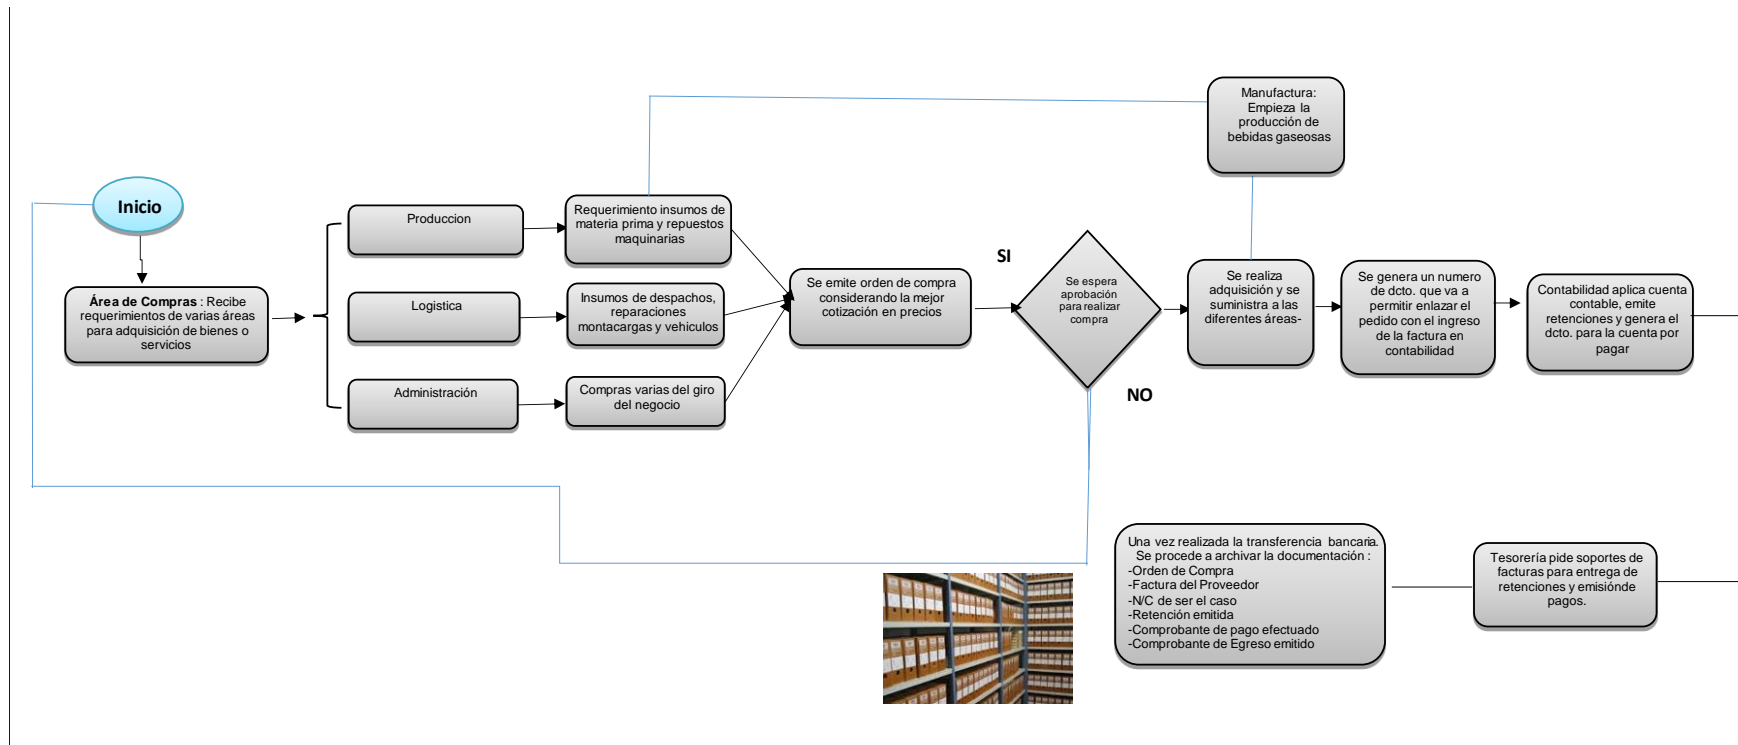 Manufactura:
Empieza la
producción de
bebidas gaseosas
Inicio
Área de Compras : Recibe
requerimientos de varias áreas
para adquisición de bienes o
servicios
Produccion
Requerimiento insumos de
materia prima y repuestos
maquinarias
Logistica
Insumos de despachos,
reparaciones
montacargas y vehiculos
Administración
Compras varias del giro
del negocio
Se emite orden de compra
considerando la mejor
cotización en precios
SI
Se espera
aprobación
para realizar
compra
NO
Se realiza
adquisición y se
suministra a las
diferentes áreas-
Se genera un numero
de dcto. que va a
permitir enlazar el
pedido con el ingreso
de la factura en
contabilidad
Contabilidad aplica cuenta
contable, emite
retenciones y genera el
dcto. para la cuenta por
pagar
Una vez realizada la transferencia bancaria.
Se procede a archivar la documentación :
-Orden de Compra
-Factura del Proveedor
-N/C de ser el caso
-Retención emitida
-Comprobante de pago efectuado
-Comprobante de Egreso emitido
Tesorería pide soportes de
facturas para entrega de
retenciones y emisiónde
pagos.